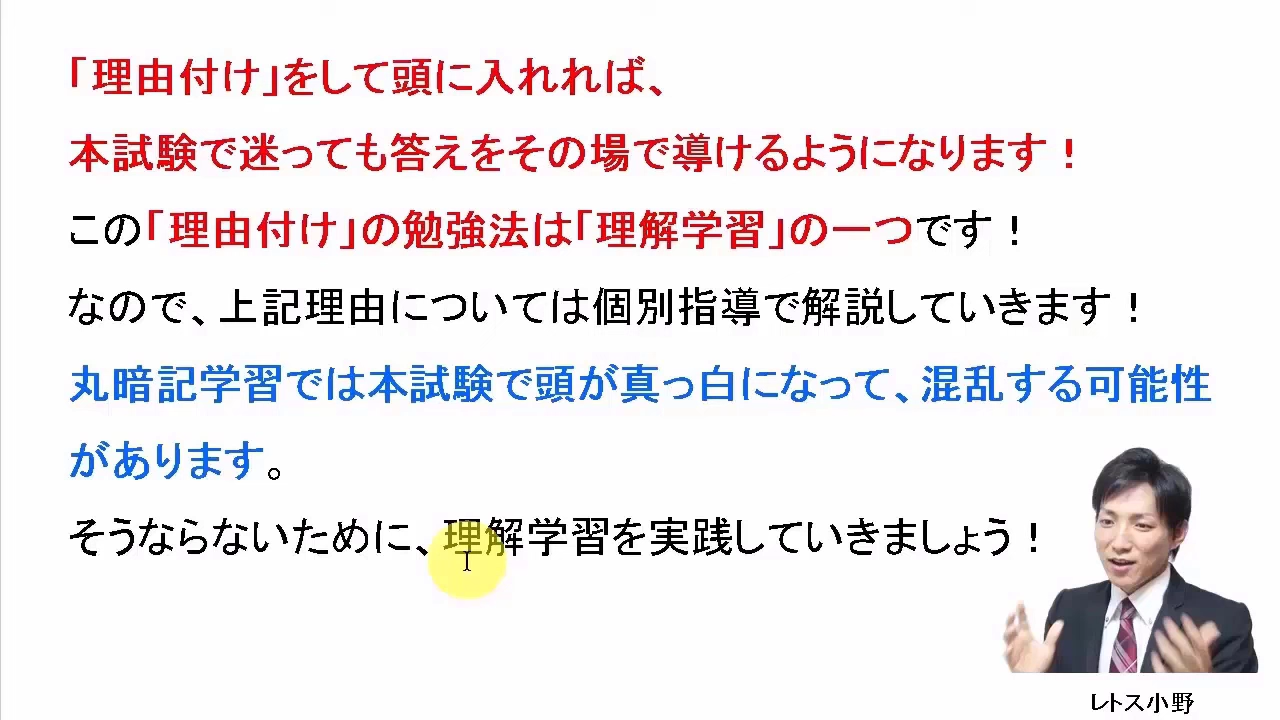 「理由付け」をして頭に入れれば、
本試験で迷っても答えをその場で導けるようになります！
この「理由付け」の勉強法は「理解学習」の一つです！
なので、上記理由については個別指導で解説していきます！
丸暗記学習では本試験で頭が真っ白になって、混乱する可能性
があります。
そうならないために、理解学習を実践していきましょう！
レトス小野